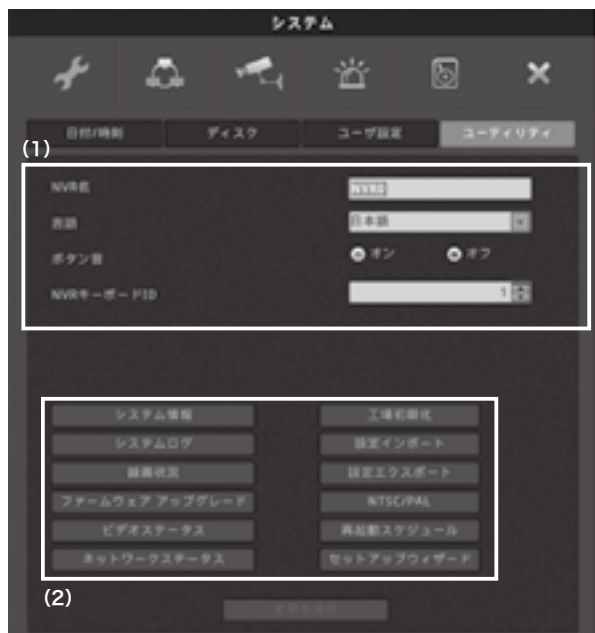 システム
日付/時刻 ディスク ユーザ設定 ユーティリティ
(1)
NVR名 NVR0
言語 日本語
ボタン音 オン オフ
NVRキーボードID 1
システム情報 工場初期化
システムログ 設定インポート
録画状況 設定エクスポート
ファームウェア アップグレード NTSC/PAL
ビデオステータス 再起動スケジュール
ネットワークステータス セットアップウィザード
(2)
変更を保存